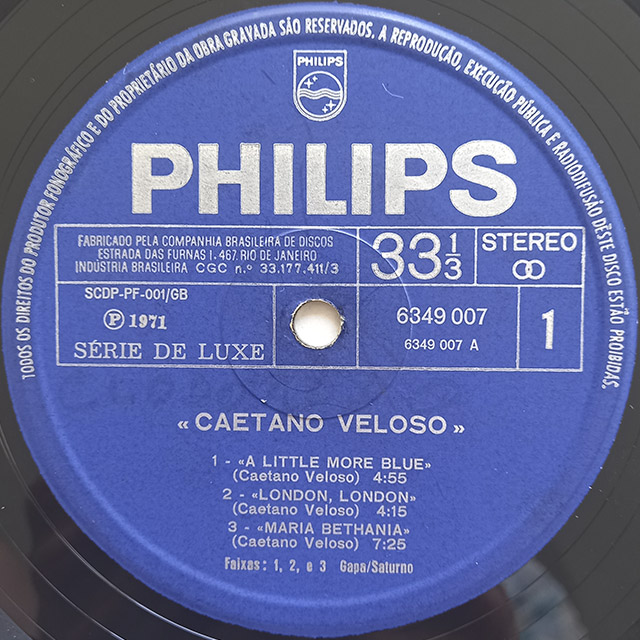 TODOS OS DIREITOS DO PRODUTOR FONOGRÁFICO E DO PROPRIETÁRIO DA OBRA GRAVADA SÃO RESERVADOS. A REPRODUÇÃO, EXECUÇÃO PÚBLICA E RADIODIFUSÃO DÊSTE DISCO ESTÃO PROIBIDAS.
PHILIPS
PHILIPS
FABRICADO PELA COMPANHIA BRASILEIRA DE DISCOS
ESTRADA DAS FURNAS 1.467. RIO DE JANEIRO
INDÚSTRIA BRASILEIRA CGC n.º 33.177.411/3
33 1/3
STEREO
SCDP-PF-001/GB
Ⓟ 1971
SÉRIE DE LUXE
6349 007
6349 007 A
1
«CAETANO VELOSO»
1 - «A LITTLE MORE BLUE»
(Caetano Veloso) 4:55
2 - «LONDON, LONDON»
(Caetano Veloso) 4:15
3 - «MARIA BETHANIA»
(Caetano Veloso) 7:25
Faixas: 1, 2, e 3 Gapa/Saturno